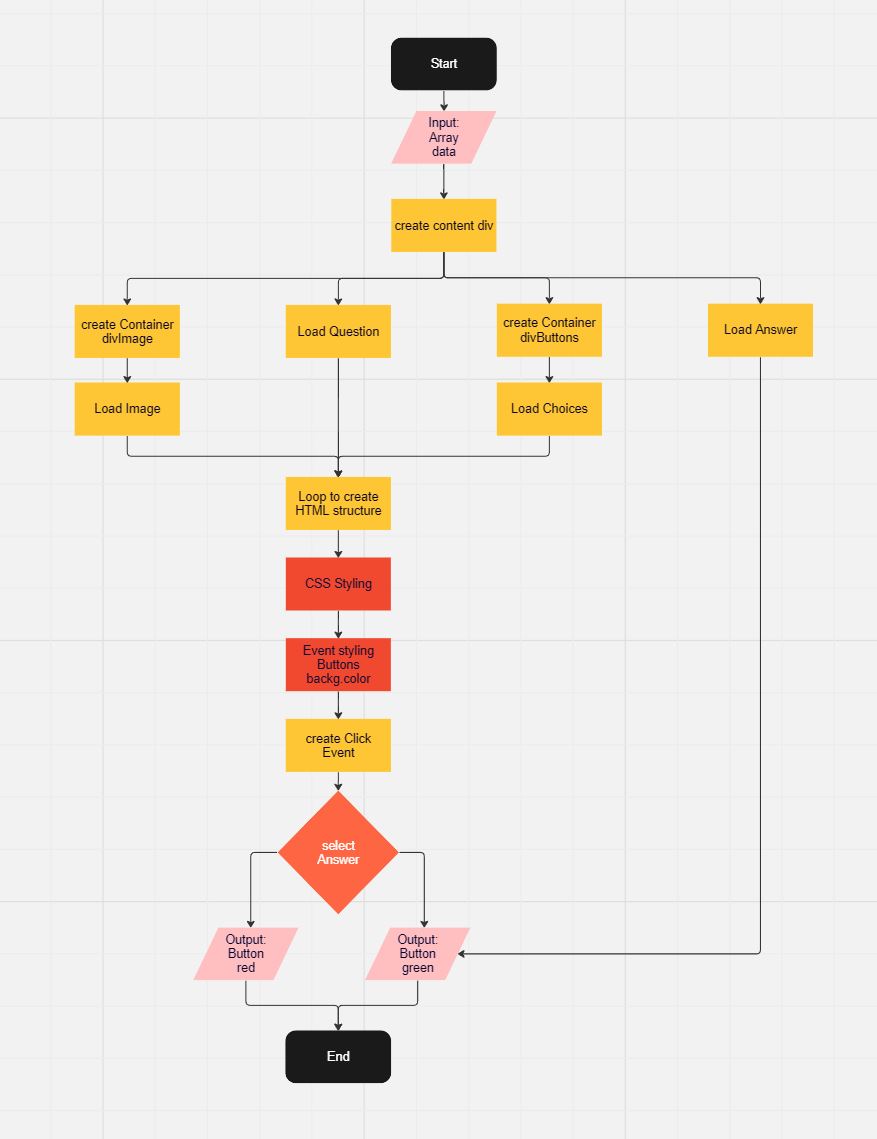 Start
Input:
Array
data
create content div
create Container
divImage
Load Question
create Container
divButtons
Load Answer
Load Image
Load Choices
Loop to create
HTML structure
CSS Styling
Event styling
Buttons
backg.color
create Click
Event
select
Answer
Output:
Button
red
Output:
Button
green
End